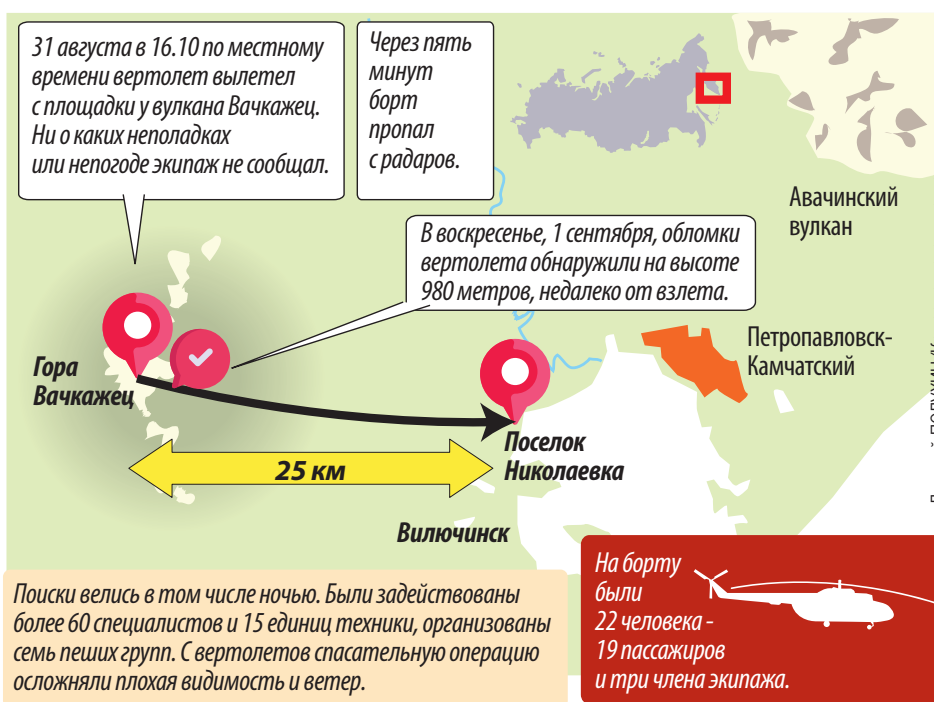 31 августа в 16.10 по местному
времени вертолет вылетел
с площадки у вулкана Вачкажец.
Ни о каких неполадках
или непогоде экипаж не сообщал.
Через пять
минут
борт
пропал
с радаров.
Авачинский
вулкан
В воскресенье, 1 сентября, обломки
вертолета обнаружили на высоте
980 метров, недалеко от взлета.
Петропавловск-
Камчатский
Гора
Вачкажец
Поселок
Николаевка
25 км
Вилючинск
Поиски велись в том числе ночью. Были задействованы
более 60 специалистов и 15 единиц техники, организованы
семь пеших групп. С вертолетов спасательную операцию
осложняли плохая видимость и ветер.
На борту
были
22 человека -
19 пассажиров
и три члена экипажа.